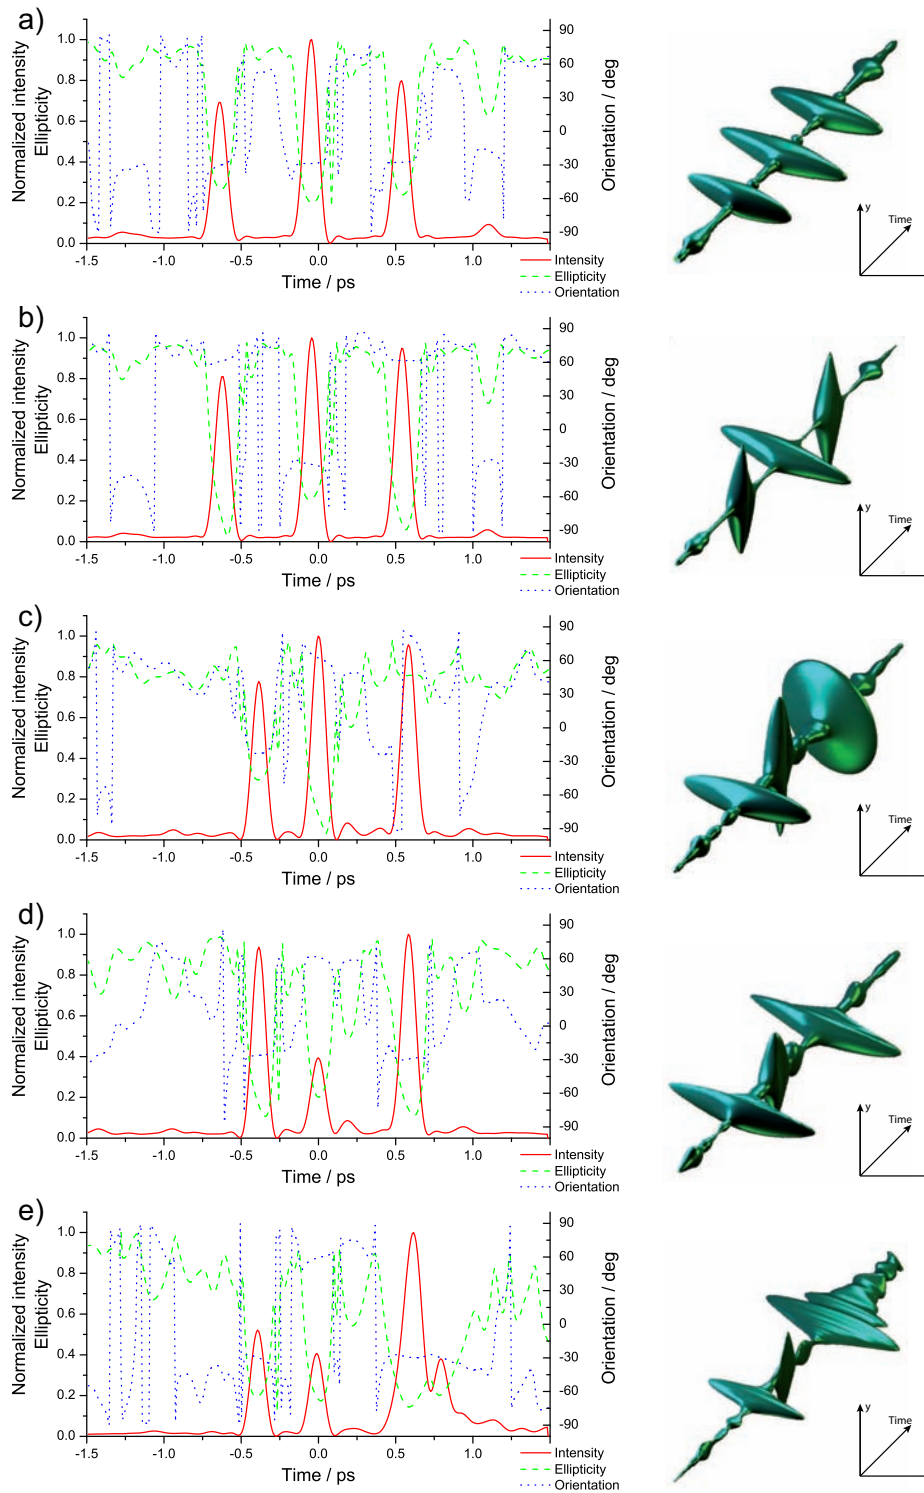 a)
Normalized intensity
Ellipticity
1.0
0.8
0.6
0.4
0.2
0.0
-1.5 -1.0 -0.5 0.0 0.5 1.0
Time / ps
90
60
30
0
-30
-60
-90
Orientation / deg
Intensity
Ellipticity
Orientation
y
Time
b)
Normalized intensity
Ellipticity
1.0
0.8
0.6
0.4
0.2
0.0
-1.5 -1.0 -0.5 0.0 0.5 1.0
Time / ps
90
60
30
0
-30
-60
-90
Orientation / deg
Intensity
Ellipticity
Orientation
y
Time
c)
Normalized intensity
Ellipticity
1.0
0.8
0.6
0.4
0.2
0.0
-1.5 -1.0 -0.5 0.0 0.5 1.0
Time / ps
90
60
30
0
-30
-60
-90
Orientation / deg
Intensity
Ellipticity
Orientation
y
Time
d)
Normalized intensity
Ellipticity
1.0
0.8
0.6
0.4
0.2
0.0
-1.5 -1.0 -0.5 0.0 0.5 1.0
Time / ps
90
60
30
0
-30
-60
-90
Orientation / deg
Intensity
Ellipticity
Orientation
y
Time
e)
Normalized intensity
Ellipticity
1.0
0.8
0.6
0.4
0.2
0.0
-1.5 -1.0 -0.5 0.0 0.5 1.0
Time / ps
90
60
30
0
-30
-60
-90
Orientation / deg
Intensity
Ellipticity
Orientation
y
Time